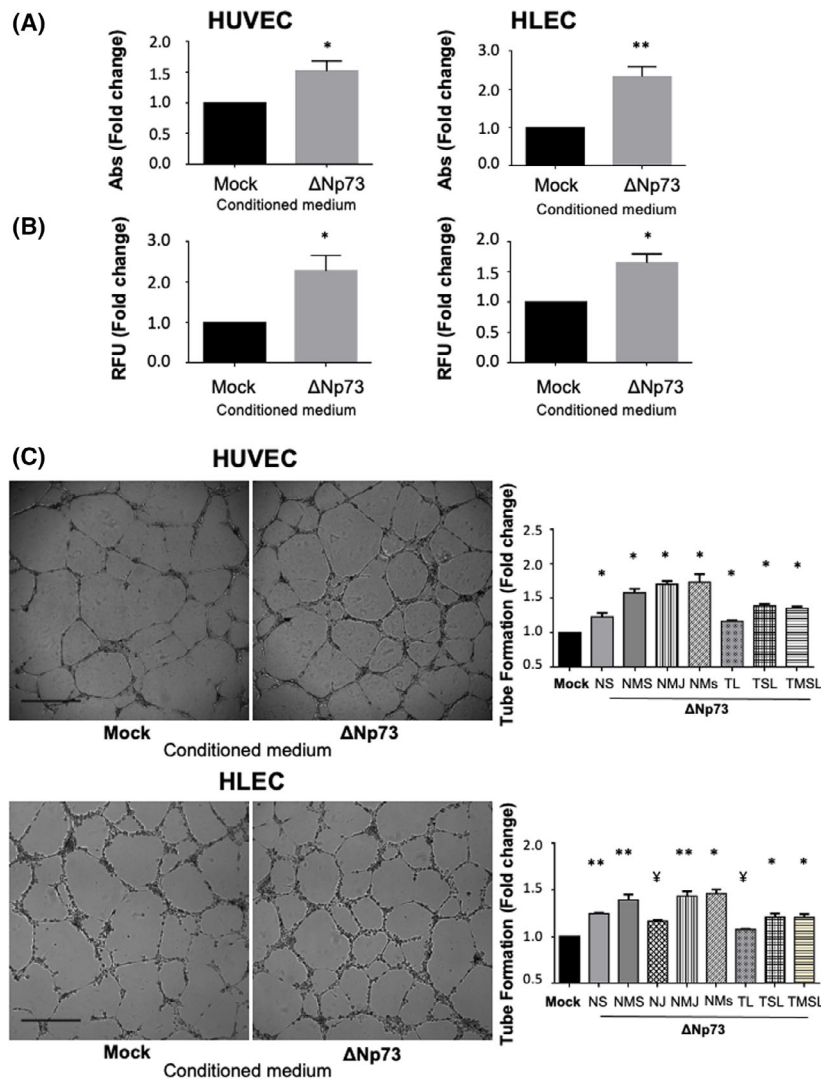 (A)
HUVEC
HLEC
Abs (Fold change)
2.0
1.5
1.0
0.5
0.0
*
Mock
ΔNp73
Conditioned medium
Abs (Fold change)
3.0
2.0
1.0
0.0
**
Mock
ΔNp73
Conditioned medium
(B)
RFU (Fold change)
3.0
2.0
1.0
0.0
*
Mock
ΔNp73
Conditioned medium
RFU (Fold change)
2.0
1.5
1.0
0.5
0.0
*
Mock
ΔNp73
Conditioned medium
(C)
HUVEC
Mock
ΔNp73
Conditioned medium
Tube Formation (Fold change)
2.5
2.0
1.5
1.0
0.5
* * * * * * *
Mock NS NMS NMJ NMs TL TSL TMSL
ΔNp73
HLEC
Mock
ΔNp73
Conditioned medium
Tube Formation (Fold change)
2.0
1.5
1.0
0.5
** ** ¥ ** * ¥ * *
Mock NS NMS NJ NMJ NMs TL TSL TMSL
ΔNp73